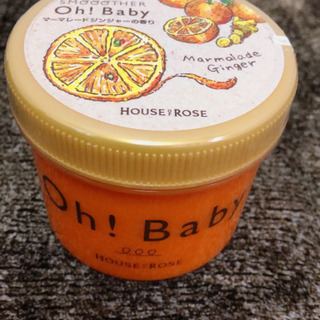 SMOOOTHER
Oh! Baby
マーマレードジンジャーの香り
Marmalade
Ginger
HOUSE OF ROSE
Oh! Baby
HOUSE OF ROSE